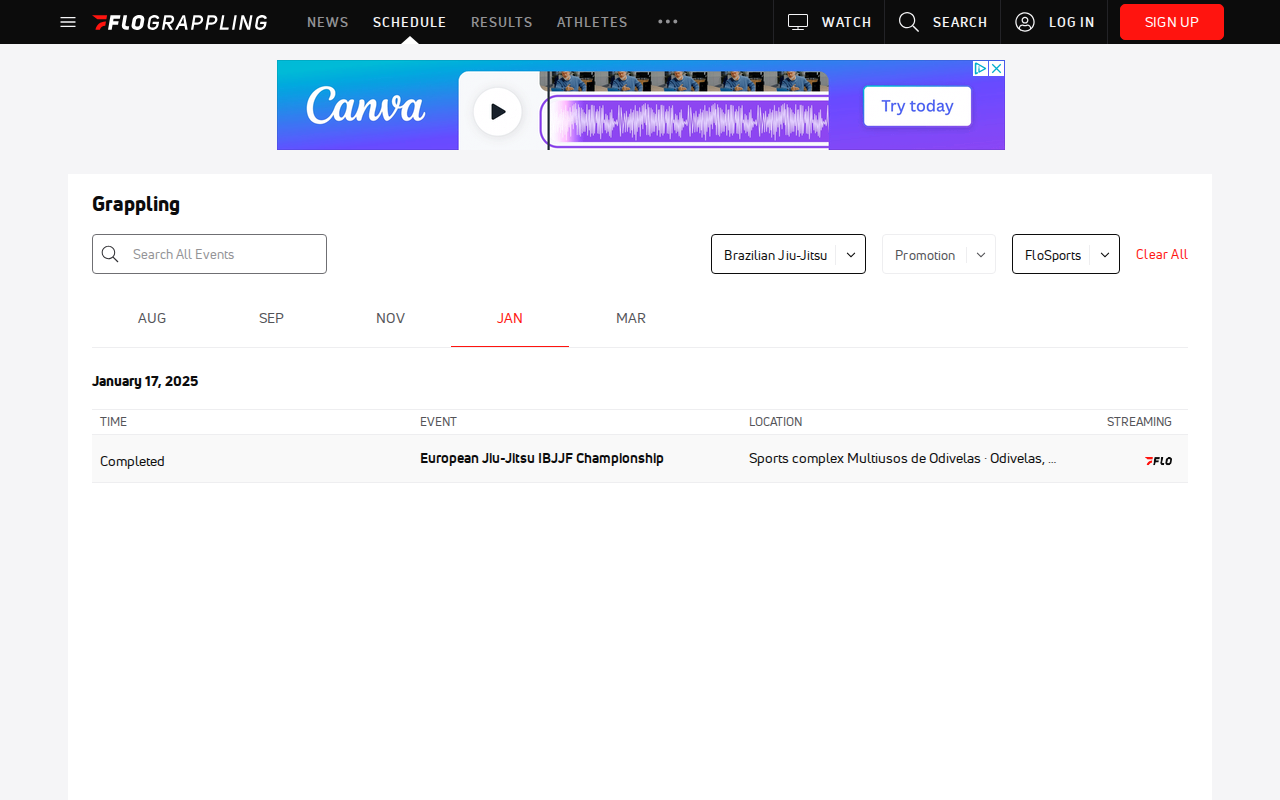 FLOGRAPPLING
NEWS
SCHEDULE
RESULTS
ATHLETES
WATCH
SEARCH
LOG IN
SIGN UP
Canva
Try today
Grappling
Search All Events
Brazilian Jiu-Jitsu
Promotion
FloSports
Clear All
AUG
SEP
NOV
JAN
MAR
January 17, 2025
TIME
EVENT
LOCATION
STREAMING
Completed
European Jiu-Jitsu IBJJF Championship
Sports complex Multiusos de Odivelas · Odivelas, ...
FLO